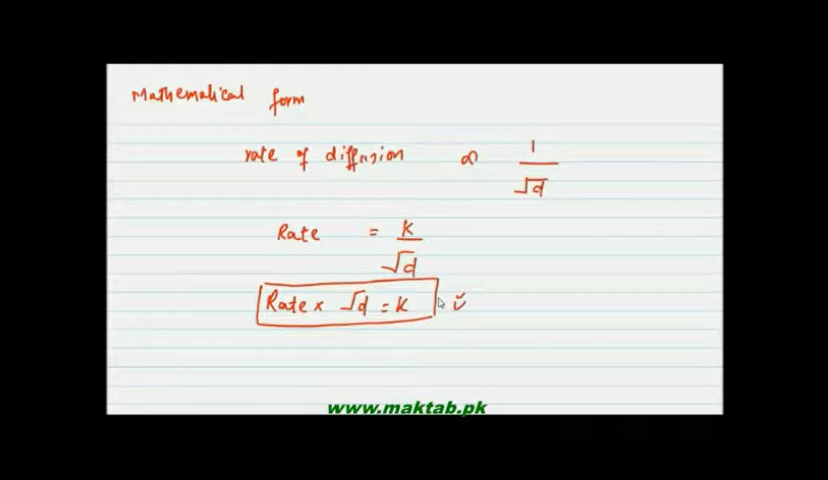 Mathematical form
rate of diffusion ∝ 1/√d
Rate = K/√d
Rate × √d = K
www.maktab.pk